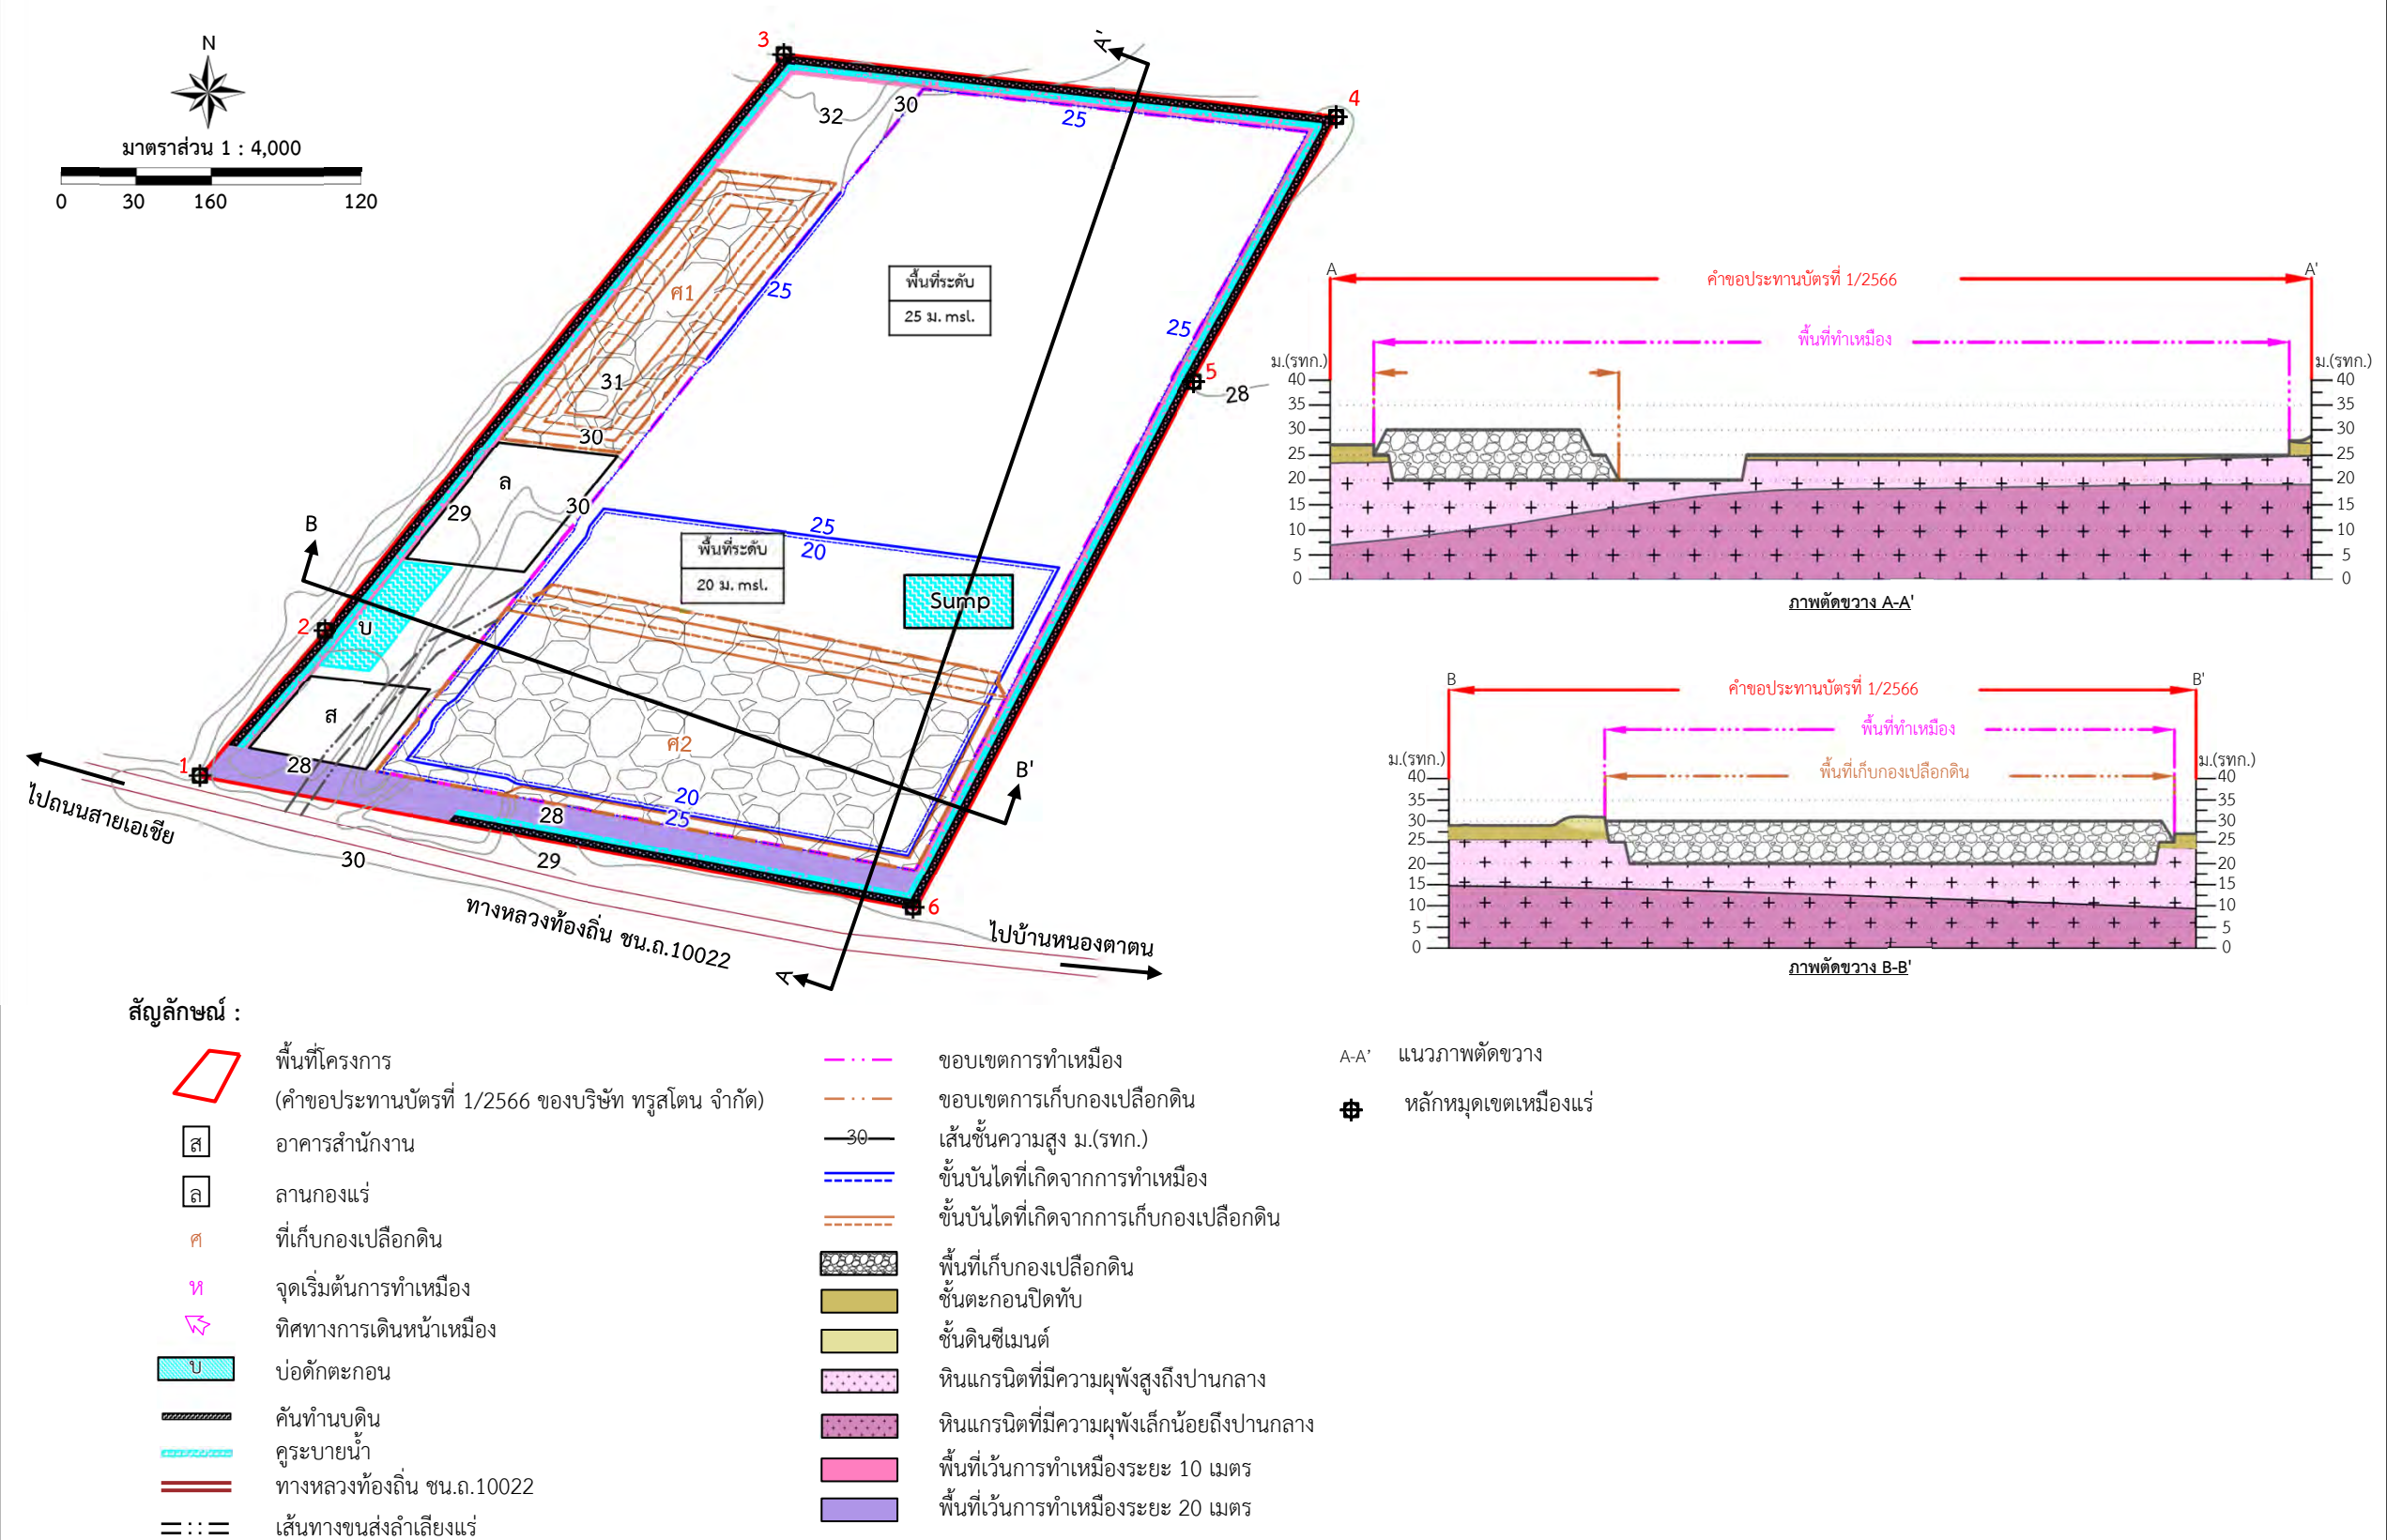 N
มาตราส่วน 1 : 4,000
0 30 160 120
3
4
A'
32
30
25
ศ1
25
พื้นที่ระดับ
25 ม. msl.
25
5
28
31
30
ล
29
30
B
25
20
พื้นที่ระดับ
20 ม. msl.
Sump
2
บ
ส
ศ2
B'
1
28
20
25
28
29
30
6
A
ไปถนนสายเอเชีย
ทางหลวงท้องถิ่น ชน.ถ.10022
ไปบ้านหนองตาตน
A A'
คำขอประทานบัตรที่ 1/2566
พื้นที่ทำเหมือง
ม.(รทก.) ม.(รทก.)
40 40
35 35
30 30
25 25
20 20
15 15
10 10
5 5
0 0
ภาพตัดขวาง A-A'
B B'
คำขอประทานบัตรที่ 1/2566
พื้นที่ทำเหมือง
พื้นที่เก็บกองเปลือกดิน
ม.(รทก.) ม.(รทก.)
40 40
35 35
30 30
25 25
20 20
15 15
10 10
5 5
0 0
ภาพตัดขวาง B-B'
สัญลักษณ์ :
พื้นที่โครงการ
(คำขอประทานบัตรที่ 1/2566 ของบริษัท ทรูสโตน จำกัด)
ส อาคารสำนักงาน
ล ลานกองแร่
ศ ที่เก็บกองเปลือกดิน
ห จุดเริ่มต้นการทำเหมือง
ทิศทางการเดินหน้าเหมือง
บ บ่อดักตะกอน
คันทำนบดิน
คูระบายน้ำ
ทางหลวงท้องถิ่น ชน.ถ.10022
เส้นทางขนส่งลำเลียงแร่
ขอบเขตการทำเหมือง
ขอบเขตการเก็บกองเปลือกดิน
30 เส้นชั้นความสูง ม.(รทก.)
ขั้นบันไดที่เกิดจากการทำเหมือง
ขั้นบันไดที่เกิดจากการเก็บกองเปลือกดิน
พื้นที่เก็บกองเปลือกดิน
ชั้นตะกอนปิดทับ
ชั้นดินซีเมนต์
หินแกรนิตที่มีความผุพังสูงถึงปานกลาง
หินแกรนิตที่มีความผุพังเล็กน้อยถึงปานกลาง
พื้นที่เว้นการทำเหมืองระยะ 10 เมตร
พื้นที่เว้นการทำเหมืองระยะ 20 เมตร
A-A' แนวภาพตัดขวาง
หลักหมุดเขตเหมืองแร่